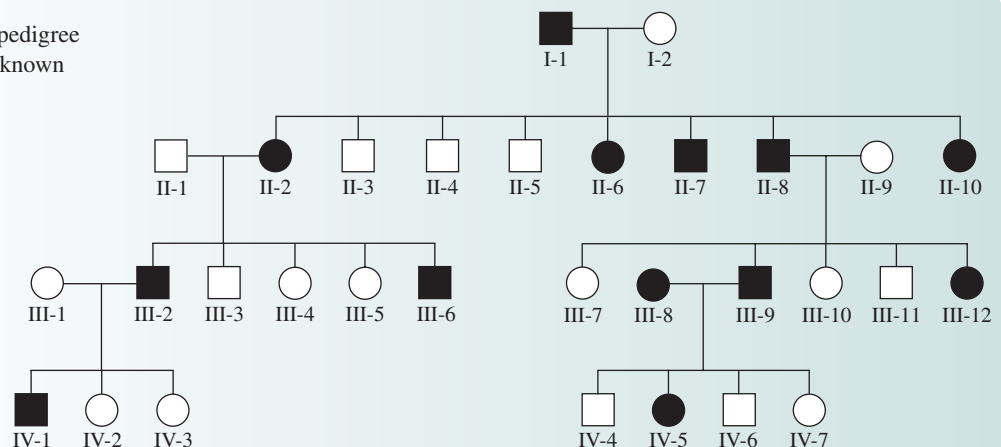 pedigree
known
I-1 I-2
II-1 II-2 II-3 II-4 II-5 II-6 II-7 II-8 II-9 II-10
III-1 III-2 III-3 III-4 III-5 III-6 III-7 III-8 III-9 III-10 III-11 III-12
IV-1 IV-2 IV-3 IV-4 IV-5 IV-6 IV-7